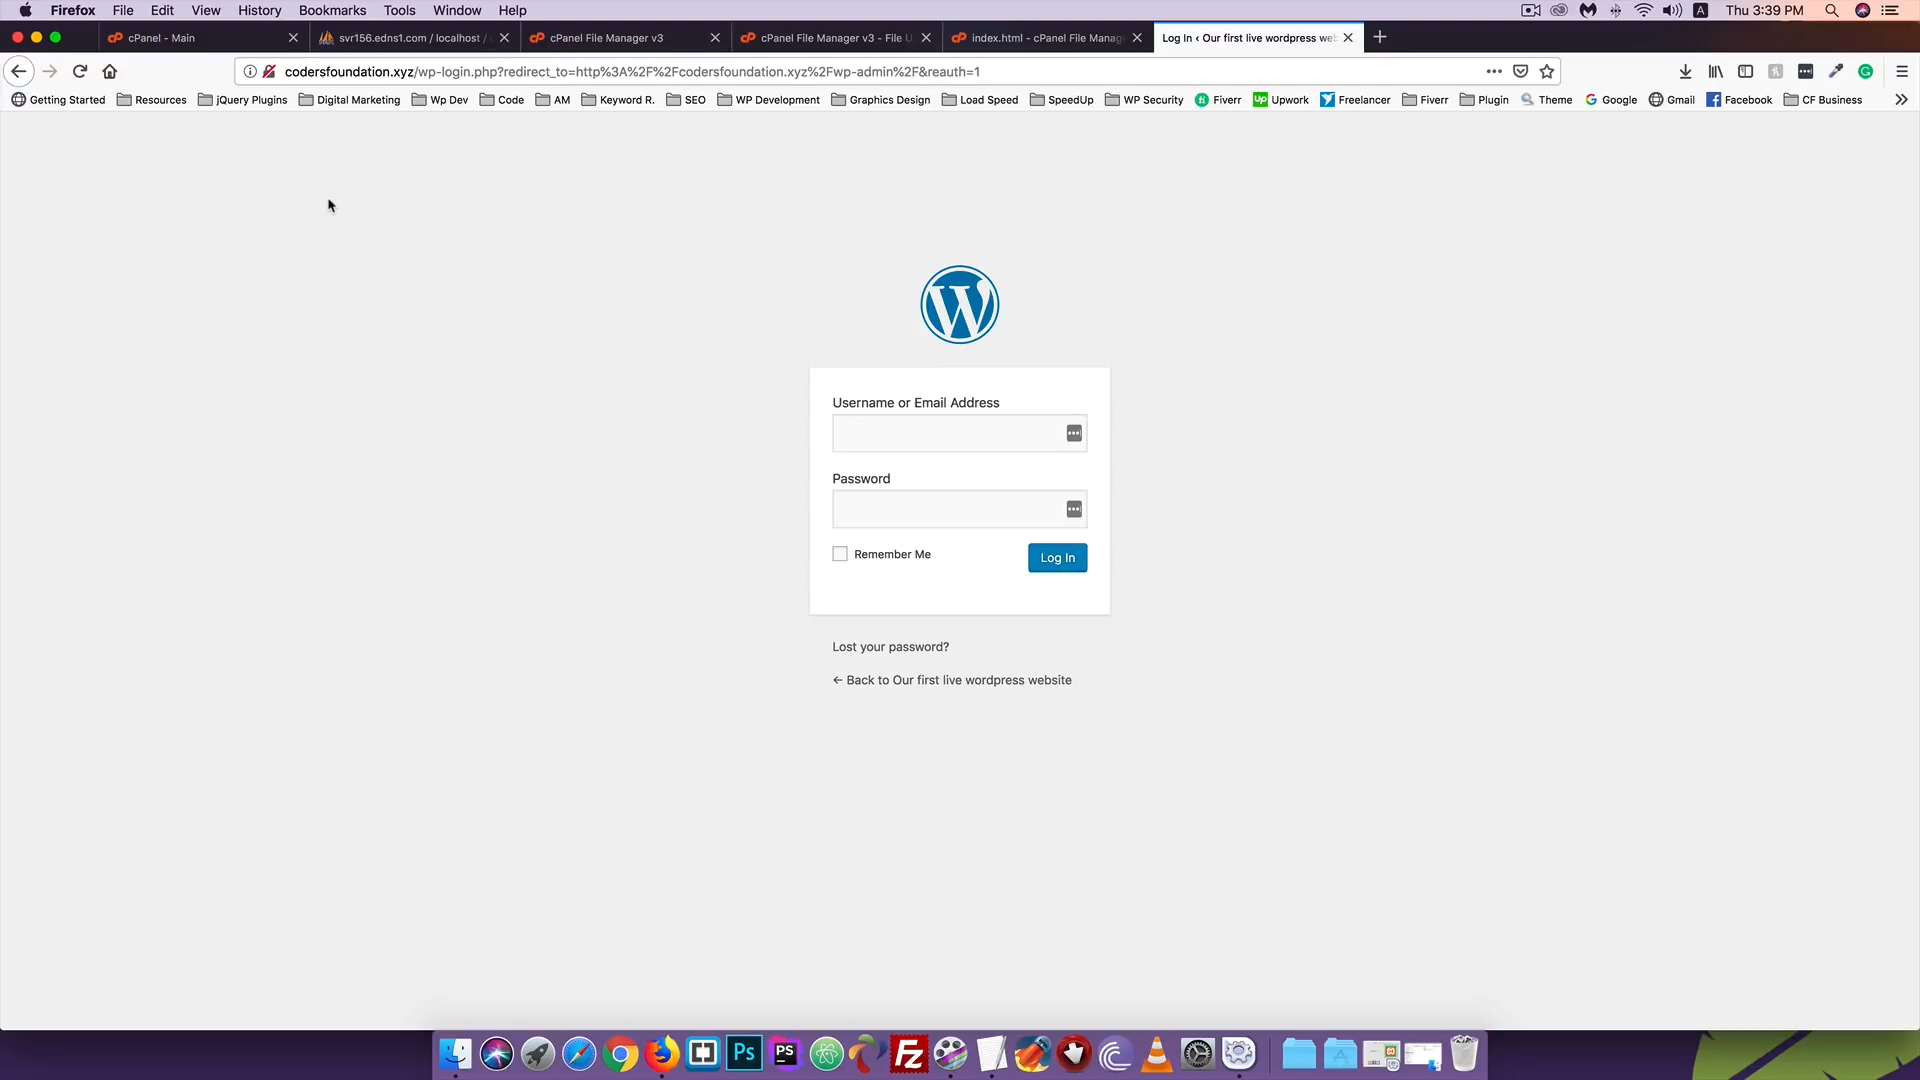 Firefox File Edit View History Bookmarks Tools Window Help A Thu 3:39 PM
cPanel - Main svr156.edns1.com / localhost / cPanel File Manager v3 cPanel File Manager v3 - File U index.html - cPanel File Manag Log In ‹ Our first live wordpress we
codersfoundation.xyz/wp-login.php?redirect_to=http%3A%2F%2Fcodersfoundation.xyz%2Fwp-admin%2F&reauth=1
Getting Started Resources jQuery Plugins Digital Marketing Wp Dev Code AM Keyword R. SEO WP Development Graphics Design Load Speed SpeedUp WP Security Fiverr Upwork Freelancer Fiverr Plugin Theme Google Gmail Facebook CF Business
Username or Email Address
Password
Remember Me
Log In
Lost your password?
← Back to Our first live wordpress website
Ps PS Fz